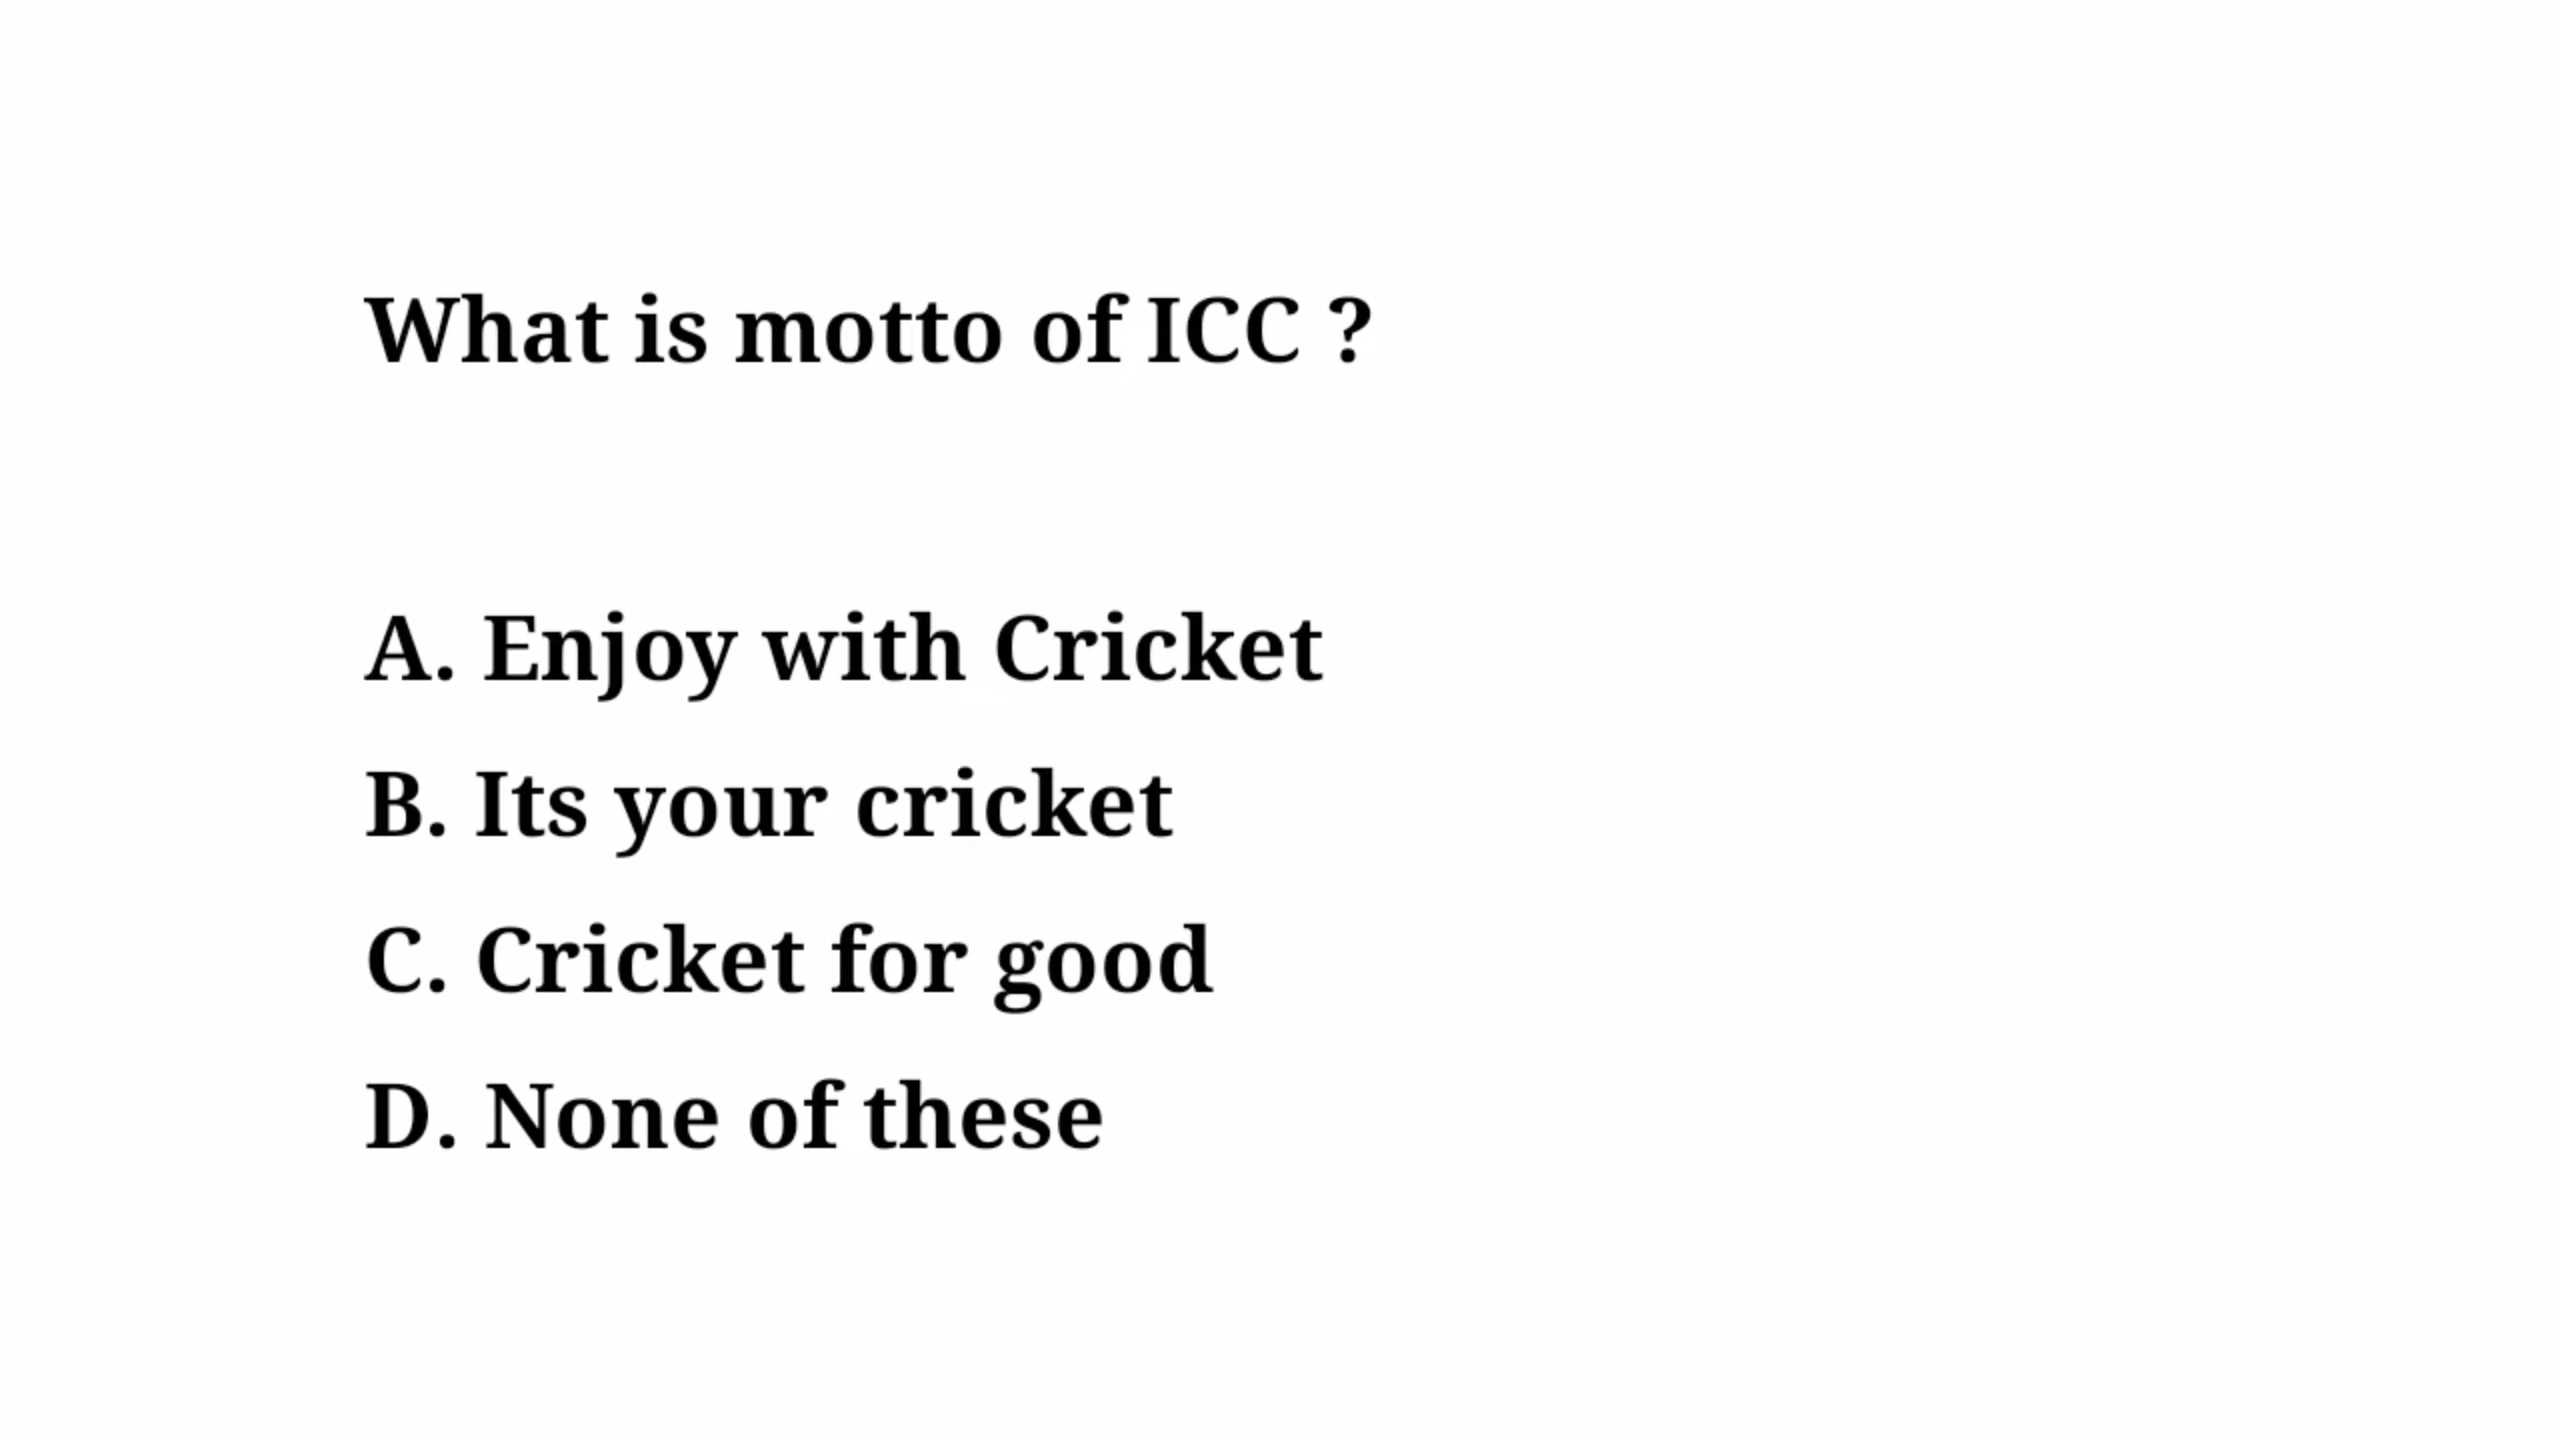 What is motto of ICC ?
A. Enjoy with Cricket
B. Its your cricket
C. Cricket for good
D. None of these